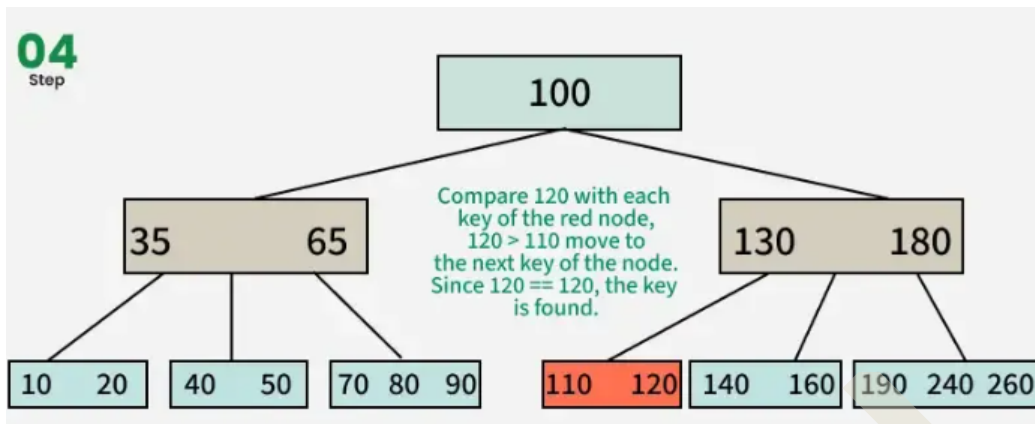 04
Step
100
Compare 120 with each
key of the red node,
120 > 110 move to
the next key of the node.
Since 120 == 120, the key
is found.
35 65
130 180
10 20
40 50
70 80 90
110 120
140 160
190 240 260